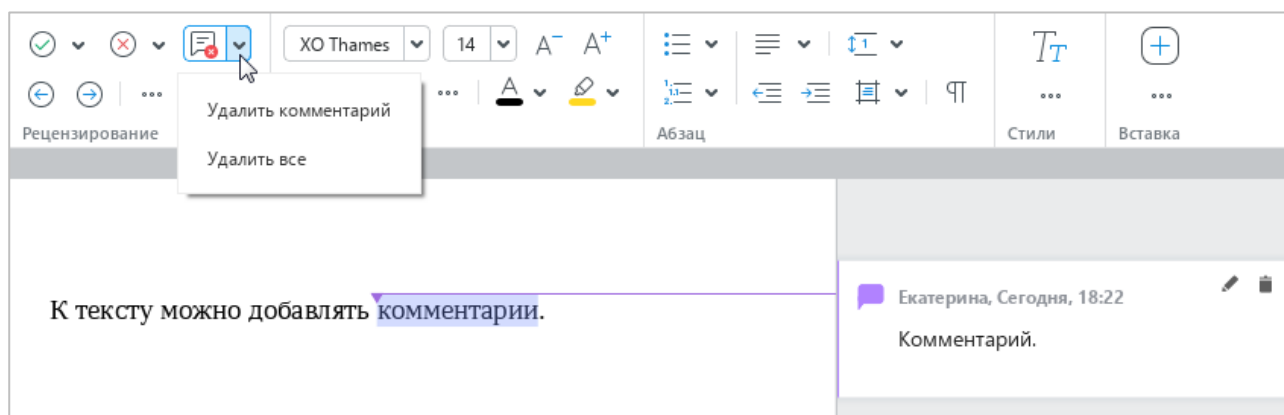 XO Thames
14
A⁻ A⁺
Удалить комментарий
Удалить все
Рецензирование
Абзац
Стили
Вставка
К тексту можно добавлять комментарии.
Екатерина, Сегодня, 18:22
Комментарий.